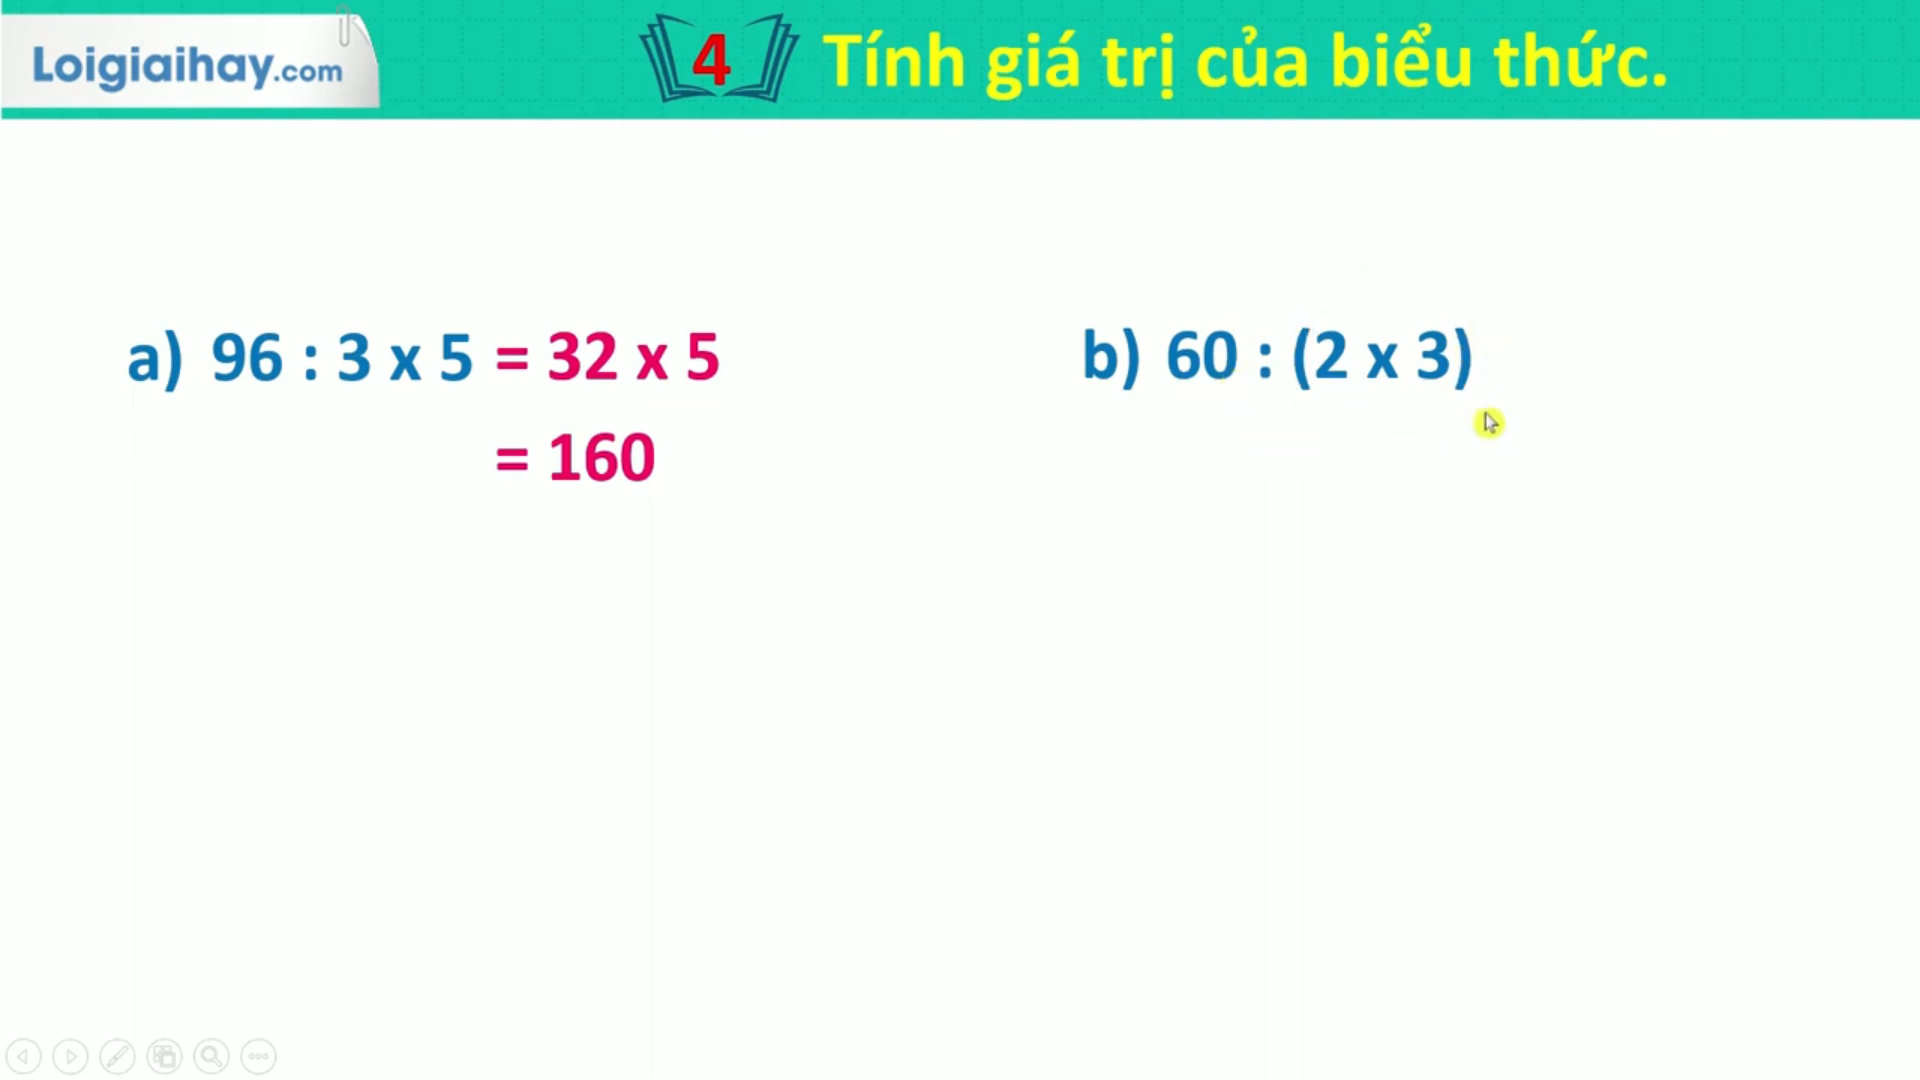 Loigiaihay.com
4 Tính giá trị của biểu thức.
a) 96 : 3 x 5 = 32 x 5
= 160
b) 60 : (2 x 3)